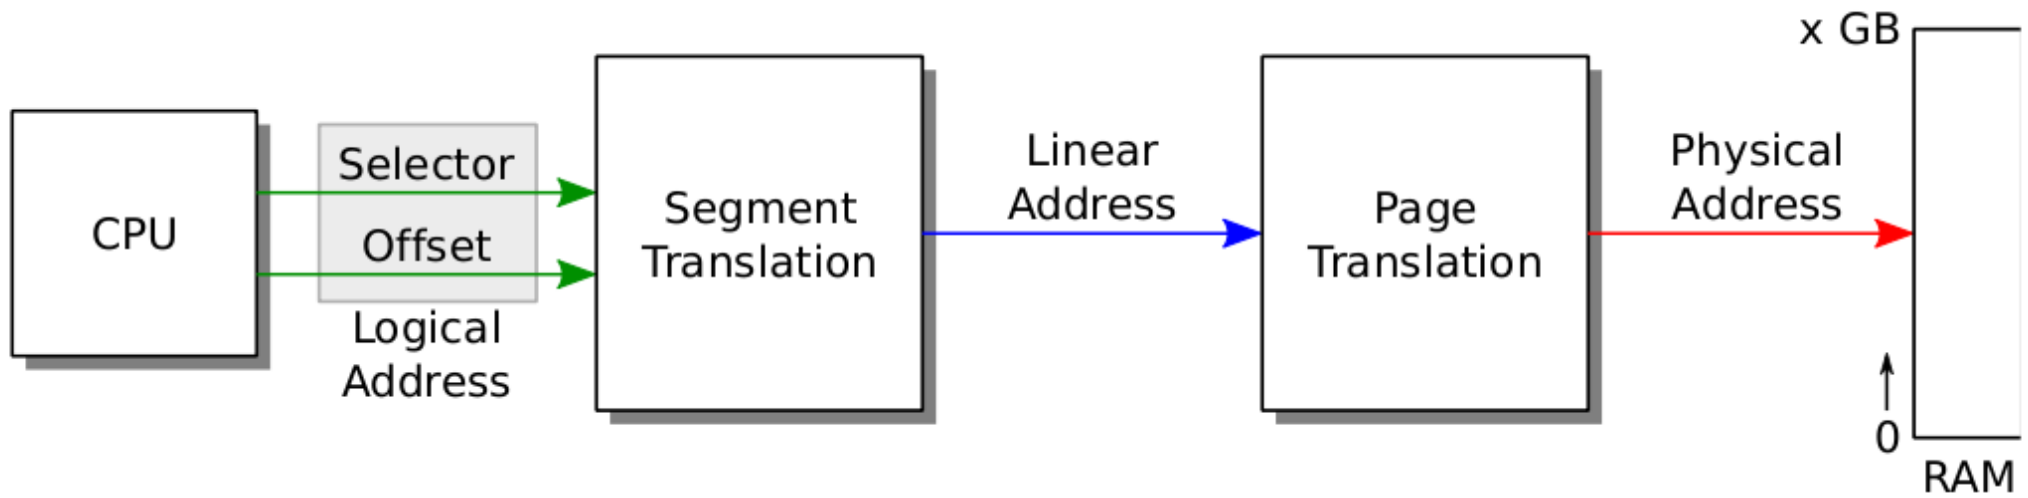 CPU
Selector
Offset
Logical
Address
Segment
Translation
Linear
Address
Page
Translation
Physical
Address
x GB
0
RAM